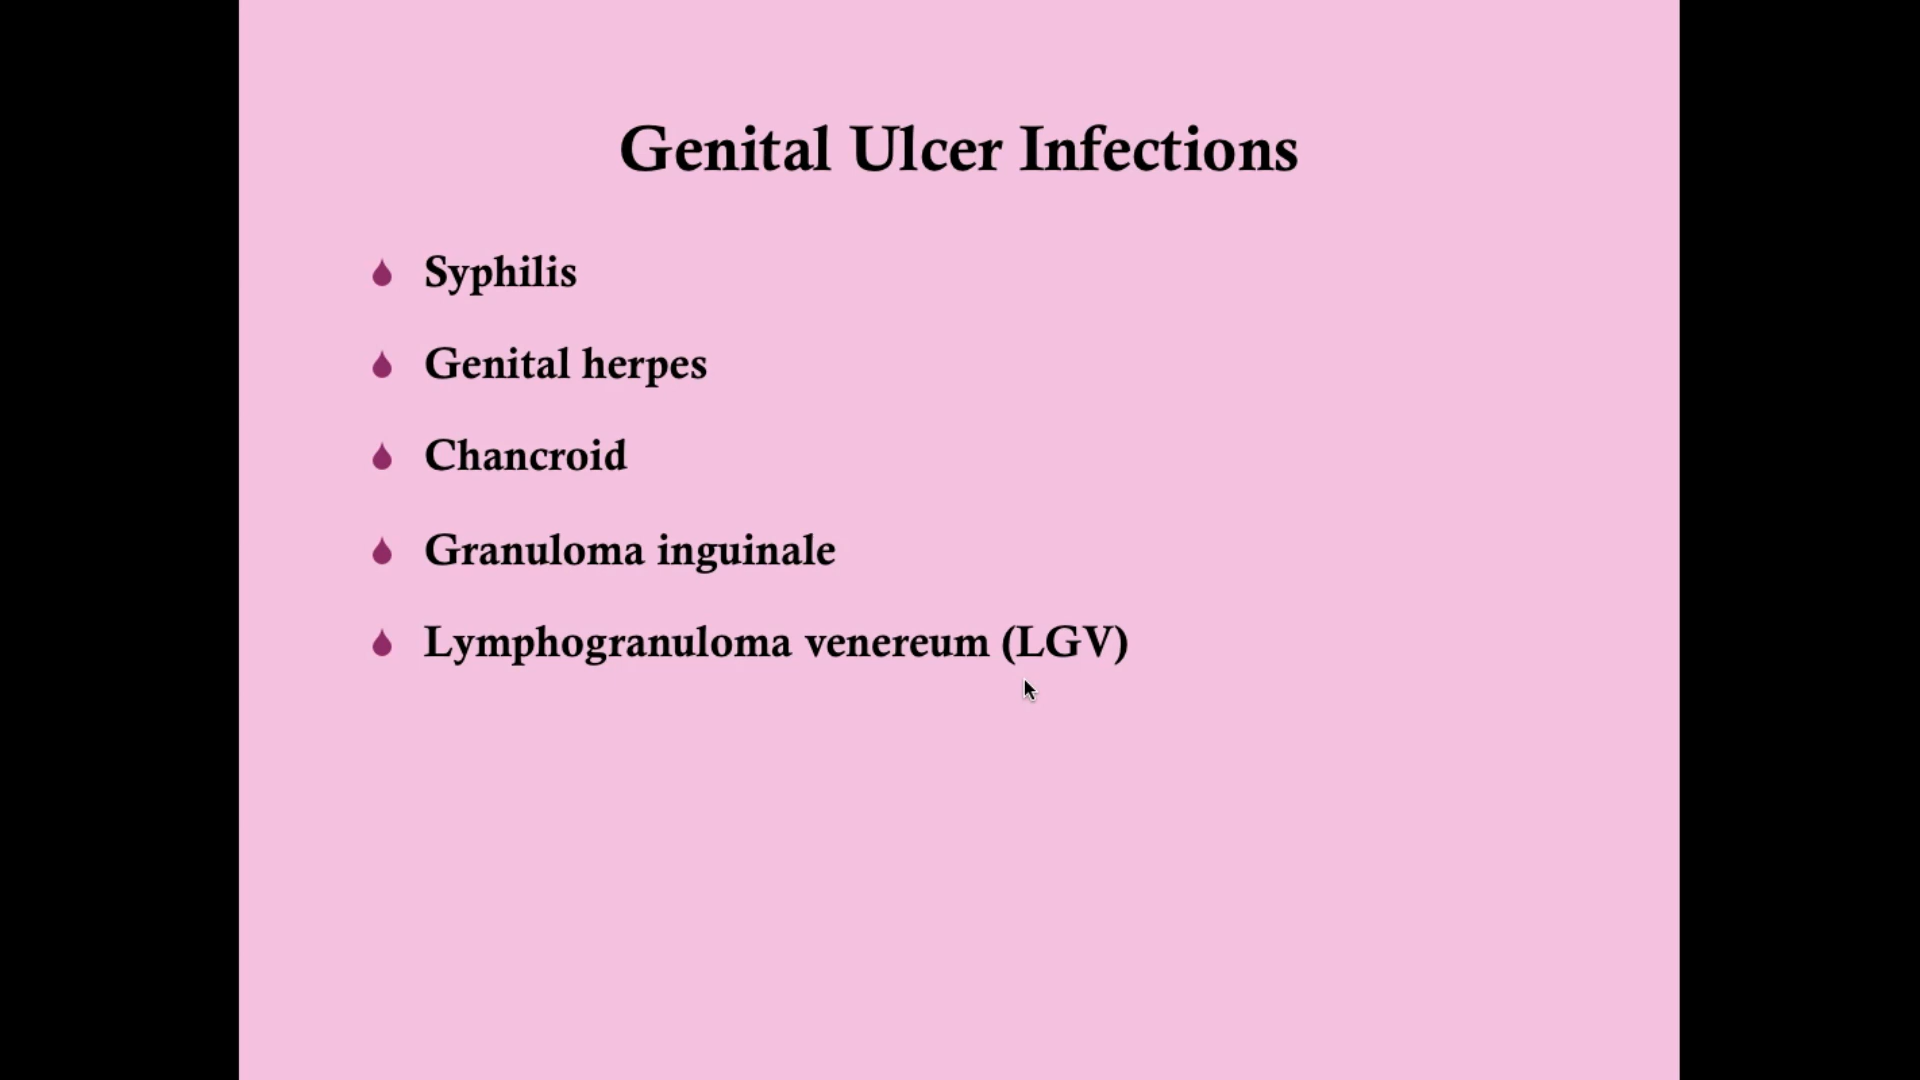 Genital Ulcer Infections
Syphilis
Genital herpes
Chancroid
Granuloma inguinale
Lymphogranuloma venereum (LGV)